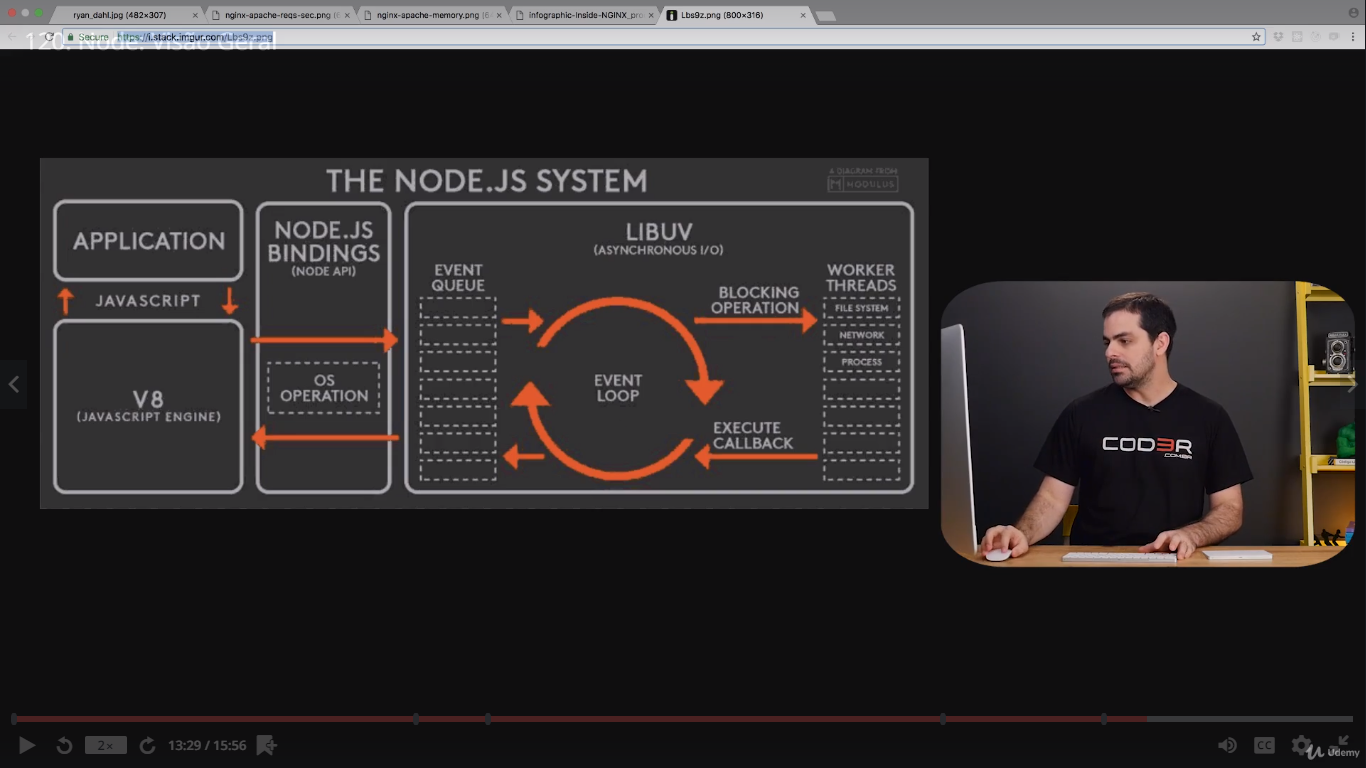 ryan_dahl.jpg (482×307)
nginx-apache-reqs-sec.png
nginx-apache-memory.png
infographic-Inside-NGINX_pro
Lbs9z.png (800×316)
Secure
https://i.stack.imgur.com/Lbs9z.png
120. Node: Visão Geral
THE NODE.JS SYSTEM
A DIAGRAM FROM
MODULUS
APPLICATION
JAVASCRIPT
V8
(JAVASCRIPT ENGINE)
NODE.JS
BINDINGS
(NODE API)
OS
OPERATION
LIBUV
(ASYNCHRONOUS I/O)
EVENT
QUEUE
EVENT
LOOP
BLOCKING
OPERATION
EXECUTE
CALLBACK
WORKER
THREADS
FILE SYSTEM
NETWORK
PROCESS
COD3R
.COM.BR
2×
13:29 / 15:56
CC
Udemy